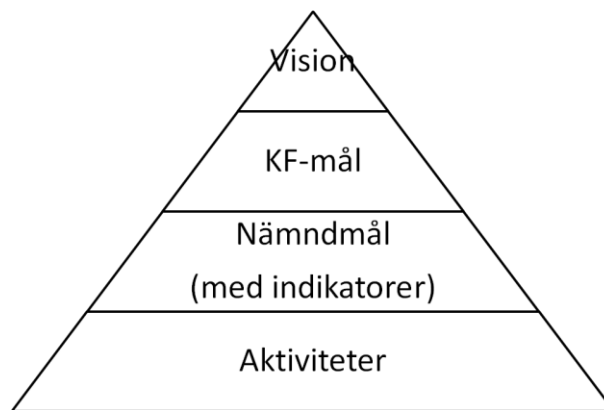 Vision
KF-mål
Nämndmål
(med indikatorer)
Aktiviteter